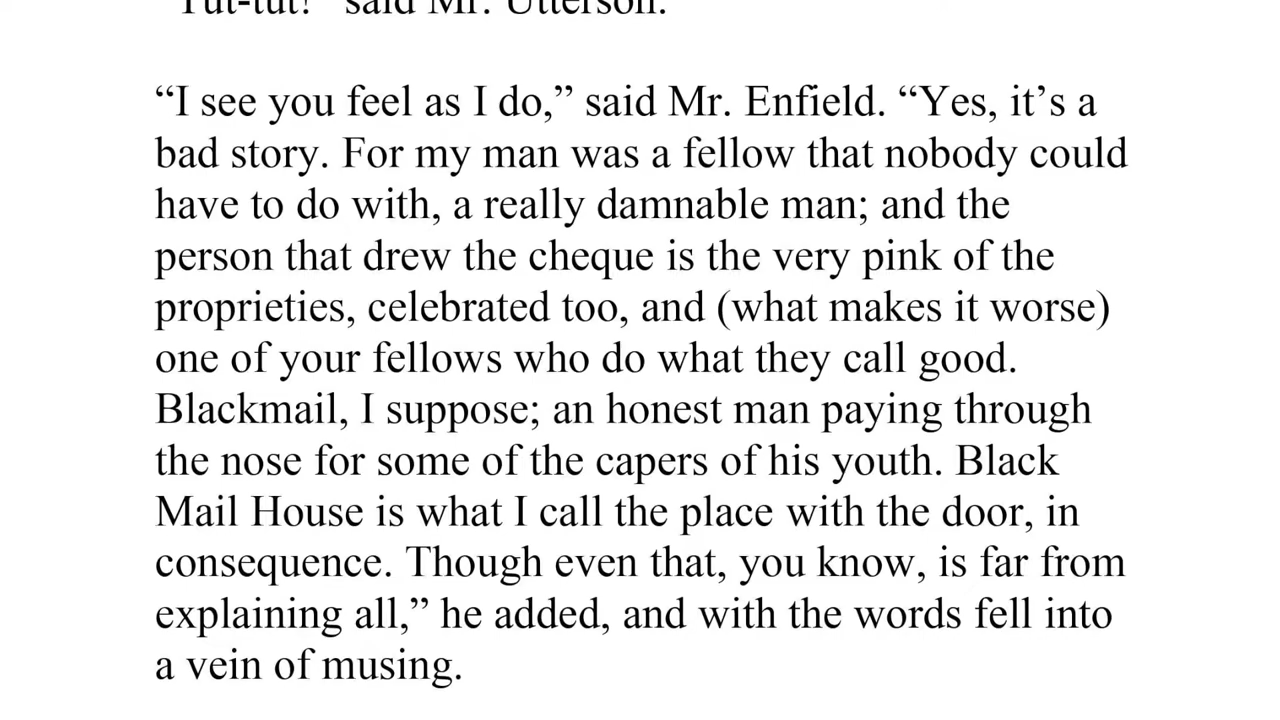 "Tut-tut!" said Mr. Utterson.
“I see you feel as I do,” said Mr. Enfield. “Yes, it’s a
bad story. For my man was a fellow that nobody could
have to do with, a really damnable man; and the
person that drew the cheque is the very pink of the
proprieties, celebrated too, and (what makes it worse)
one of your fellows who do what they call good.
Blackmail, I suppose; an honest man paying through
the nose for some of the capers of his youth. Black
Mail House is what I call the place with the door, in
consequence. Though even that, you know, is far from
explaining all,” he added, and with the words fell into
a vein of musing.